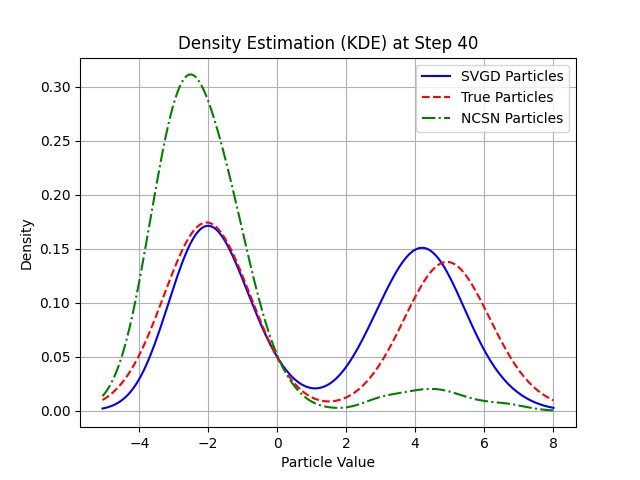 Density Estimation (KDE) at Step 40
SVGD Particles
True Particles
NCSN Particles
0.30
0.25
0.20
0.15
0.10
0.05
0.00
Density
−4
−2
0
2
4
6
8
Particle Value